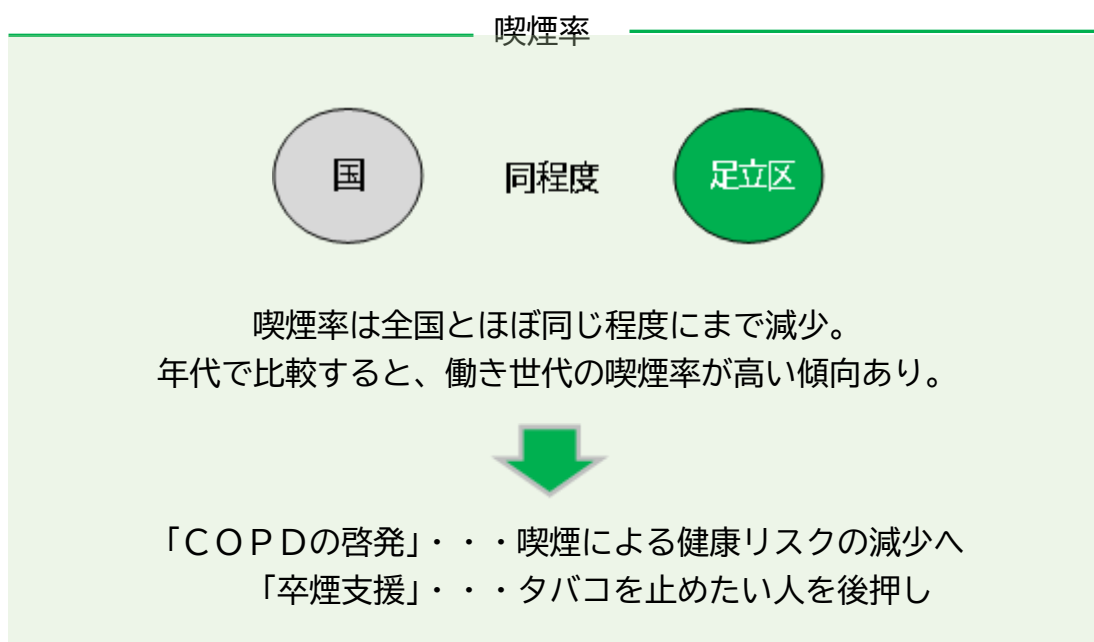 喫煙率
国 同程度 足立区
喫煙率は全国とほぼ同じ程度にまで減少。
年代で比較すると、働き世代の喫煙率が高い傾向あり。
「ＣＯＰＤの啓発」・・・喫煙による健康リスクの減少へ
「卒煙支援」・・・タバコを止めたい人を後押し